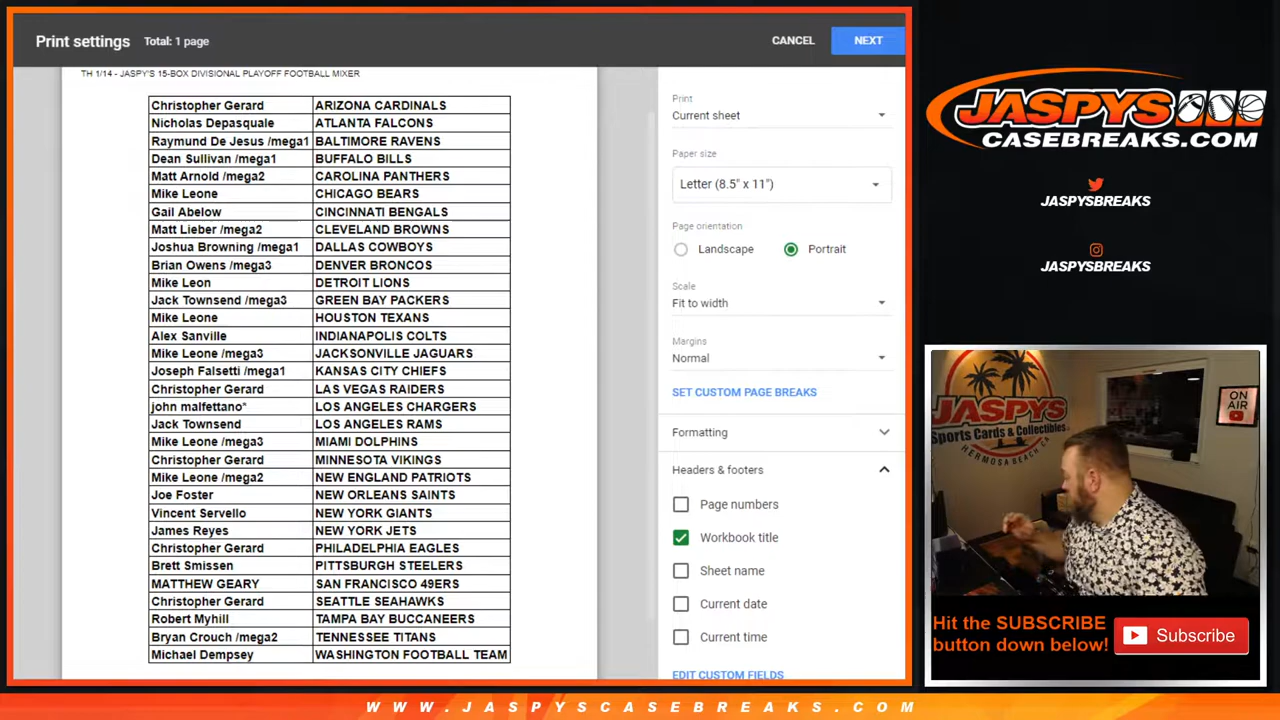 Print settings Total: 1 page CANCEL NEXT
TH 1/14 - JASPY'S 15-BOX DIVISIONAL PLAYOFF FOOTBALL MIXER
Christopher Gerard ARIZONA CARDINALS
Nicholas Depasquale ATLANTA FALCONS
Raymund De Jesus /mega1 BALTIMORE RAVENS
Dean Sullivan /mega1 BUFFALO BILLS
Matt Arnold /mega2 CAROLINA PANTHERS
Mike Leone CHICAGO BEARS
Gail Abelow CINCINNATI BENGALS
Matt Lieber /mega2 CLEVELAND BROWNS
Joshua Browning /mega1 DALLAS COWBOYS
Brian Owens /mega3 DENVER BRONCOS
Mike Leon DETROIT LIONS
Jack Townsend /mega3 GREEN BAY PACKERS
Mike Leone HOUSTON TEXANS
Alex Sanville INDIANAPOLIS COLTS
Mike Leone /mega3 JACKSONVILLE JAGUARS
Joseph Falsetti /mega1 KANSAS CITY CHIEFS
Christopher Gerard LAS VEGAS RAIDERS
john malfettano* LOS ANGELES CHARGERS
Jack Townsend LOS ANGELES RAMS
Mike Leone /mega3 MIAMI DOLPHINS
Christopher Gerard MINNESOTA VIKINGS
Mike Leone /mega2 NEW ENGLAND PATRIOTS
Joe Foster NEW ORLEANS SAINTS
Vincent Servello NEW YORK GIANTS
James Reyes NEW YORK JETS
Christopher Gerard PHILADELPHIA EAGLES
Brett Smissen PITTSBURGH STEELERS
MATTHEW GEARY SAN FRANCISCO 49ERS
Christopher Gerard SEATTLE SEAHAWKS
Robert Myhill TAMPA BAY BUCCANEERS
Bryan Crouch /mega2 TENNESSEE TITANS
Michael Dempsey WASHINGTON FOOTBALL TEAM
Print
Current sheet
Paper size
Letter (8.5" x 11")
Page orientation
Landscape Portrait
Scale
Fit to width
Margins
Normal
SET CUSTOM PAGE BREAKS
Formatting
Headers & footers
Page numbers
Workbook title
Sheet name
Current date
Current time
EDIT CUSTOM FIELDS
JASPYS
CASEBREAKS.COM
JASPYSBREAKS
JASPYSBREAKS
JASPYS
Sports Cards & Collectibles
HERMOSA BEACH CA
ON
AIR
Hit the SUBSCRIBE
button down below!
Subscribe
WWW.JASPYSCASEBREAKS.COM